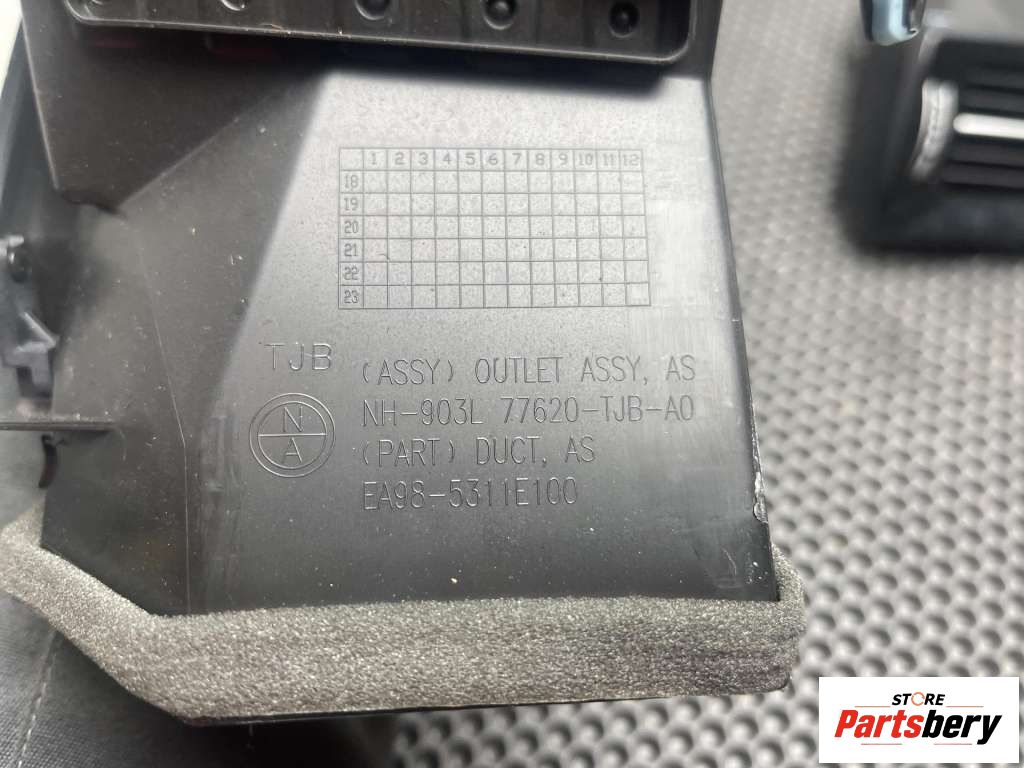 1 2 3 4 5 6 7 8 9 10 11 12
18
19
20
21
22
23
TJB
(ASSY) OUTLET ASSY, AS
NH-903L 77620-TJB-A0
N
A
(PART) DUCT, AS
EA98-5311E100
STORE
Partsbery